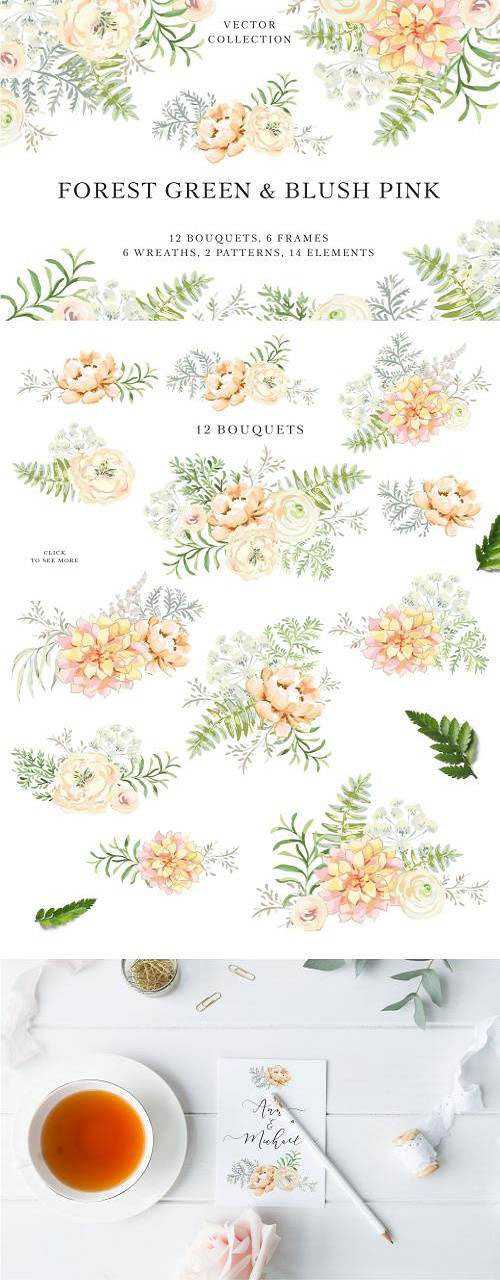 VECTOR
COLLECTION
FOREST GREEN & BLUSH PINK
12 BOUQUETS, 6 FRAMES
6 WREATHS, 2 PATTERNS, 14 ELEMENTS
12 BOUQUETS
CLICK
TO SEE MORE
Ann
&
Michael